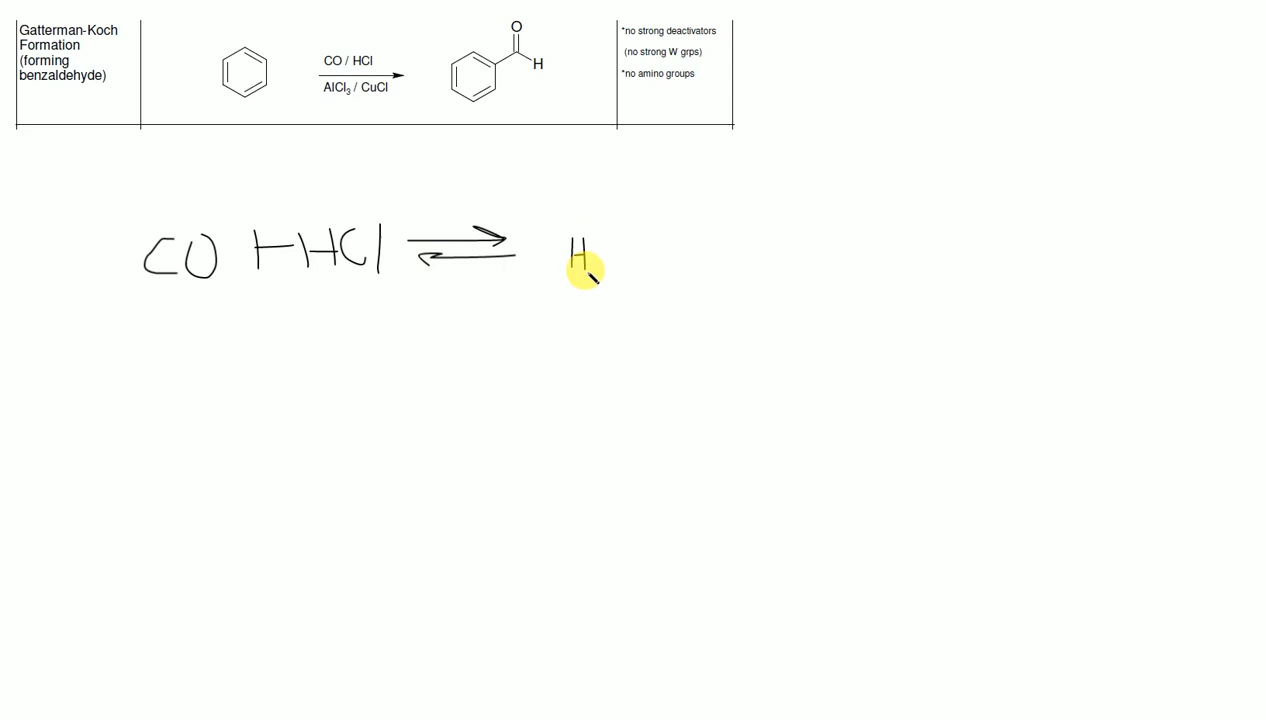 Gatterman-Koch
Formation
(forming
benzaldehyde)
CO / HCl
AlCl3 / CuCl
O
H
*no strong deactivators
(no strong W grps)
*no amino groups
CO + HCl ⇌ H